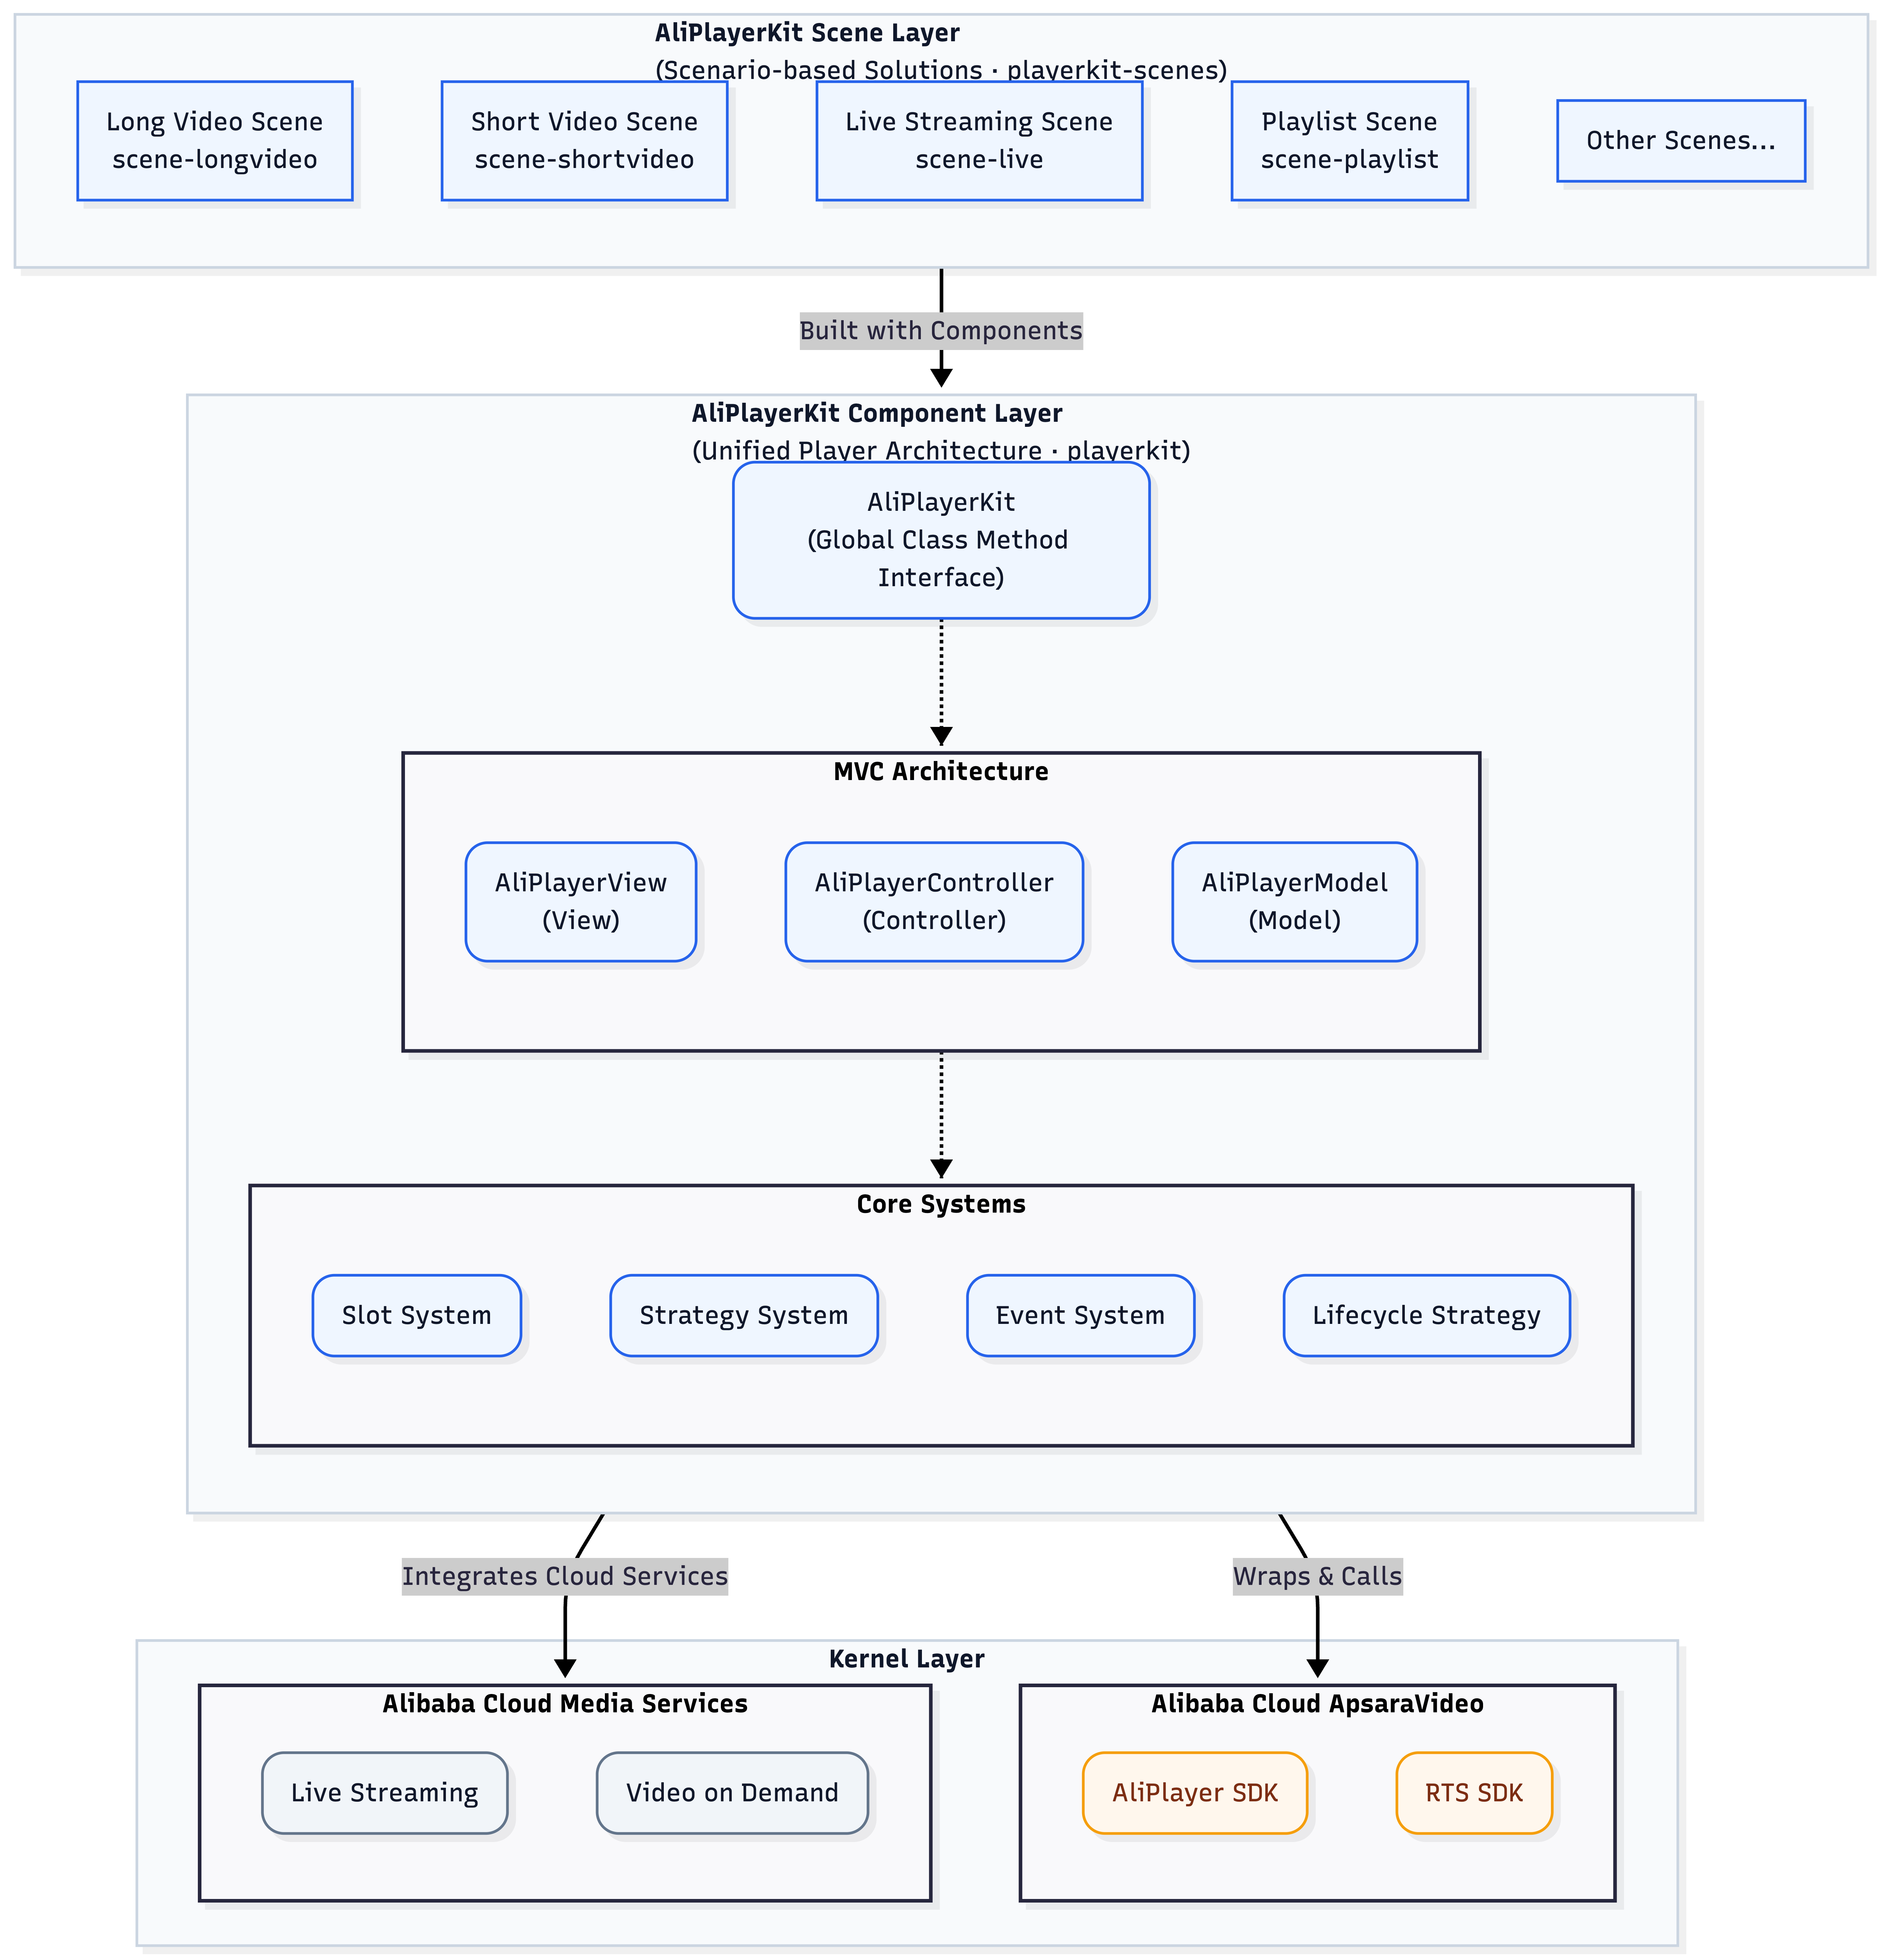 AliPlayerKit Scene Layer
(Scenario-based Solutions · playerkit-scenes)
Long Video Scene
scene-longvideo
Short Video Scene
scene-shortvideo
Live Streaming Scene
scene-live
Playlist Scene
scene-playlist
Other Scenes...
Built with Components
AliPlayerKit Component Layer
(Unified Player Architecture · playerkit)
AliPlayerKit
(Global Class Method
Interface)
MVC Architecture
AliPlayerView
(View)
AliPlayerController
(Controller)
AliPlayerModel
(Model)
Core Systems
Slot System
Strategy System
Event System
Lifecycle Strategy
Integrates Cloud Services
Wraps & Calls
Kernel Layer
Alibaba Cloud Media Services
Live Streaming
Video on Demand
Alibaba Cloud ApsaraVideo
AliPlayer SDK
RTS SDK